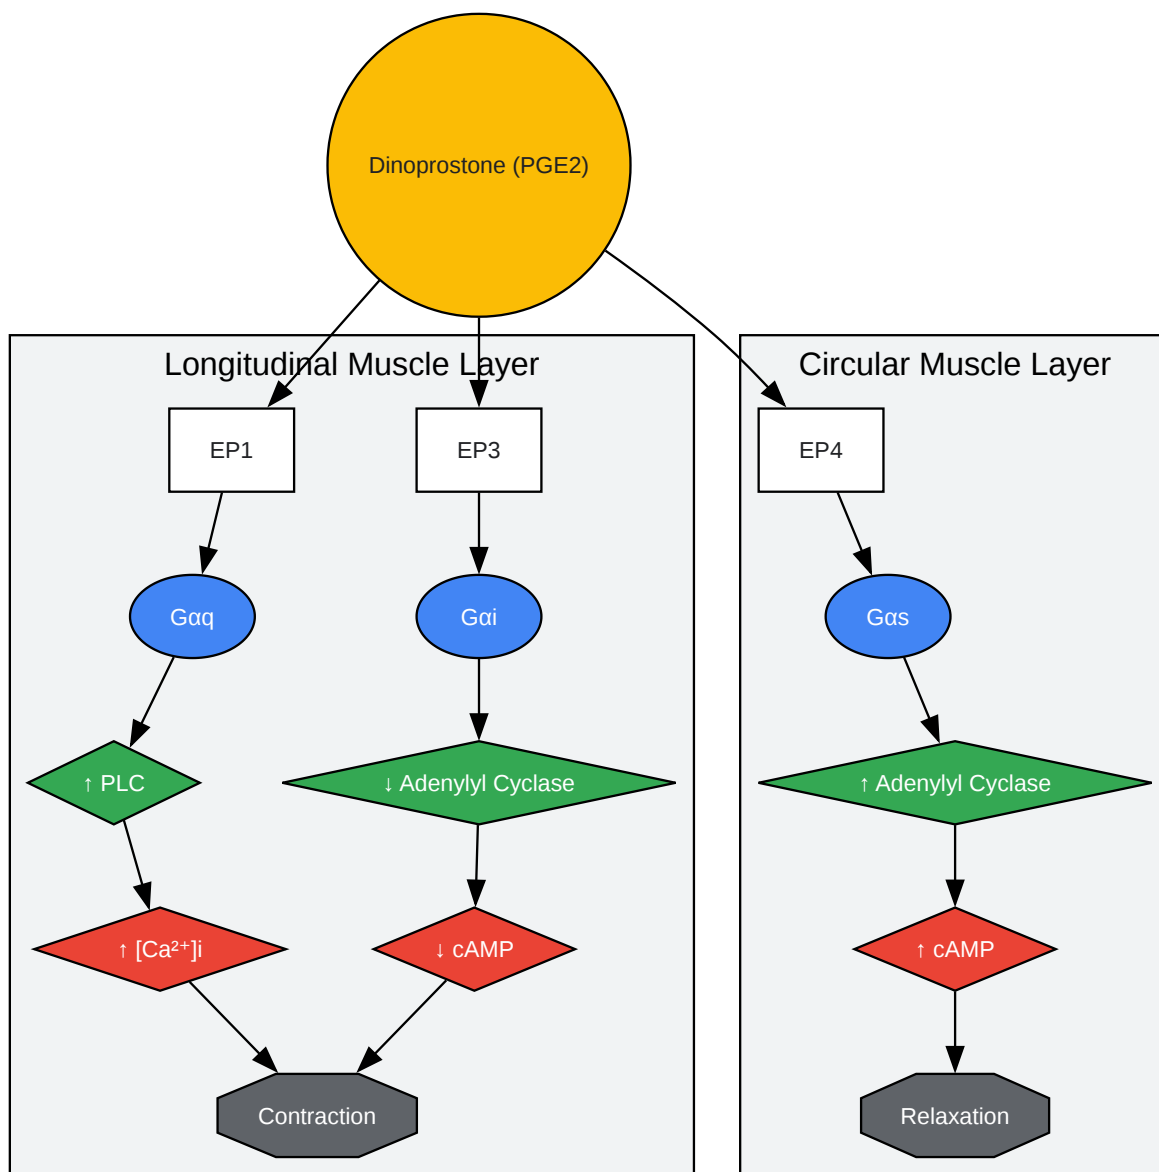 Dinoprostone (PGE2)
Longitudinal Muscle Layer
Circular Muscle Layer
EP1
EP3
EP4
Gαq
Gαi
Gαs
↑ PLC
↓ Adenylyl Cyclase
↑ Adenylyl Cyclase
↑ [Ca²⁺]i
↓ cAMP
↑ cAMP
Contraction
Relaxation